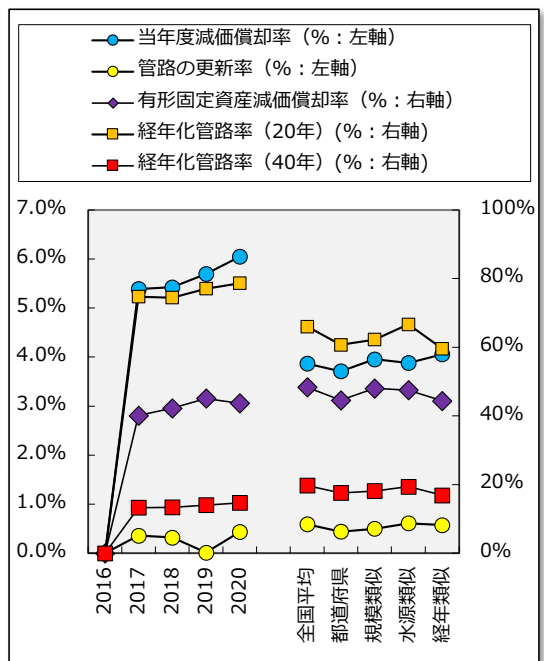 当年度減価償却率（%：左軸）
管路の更新率（%：左軸）
有形固定資産減価償却率（%：右軸）
経年化管路率（20年）(%：右軸)
経年化管路率（40年）(%：右軸)
7.0%
6.0%
5.0%
4.0%
3.0%
2.0%
1.0%
0.0%
100%
80%
60%
40%
20%
0%
2016
2017
2018
2019
2020
全国平均
都道府県
規模類似
水源類似
経年類似